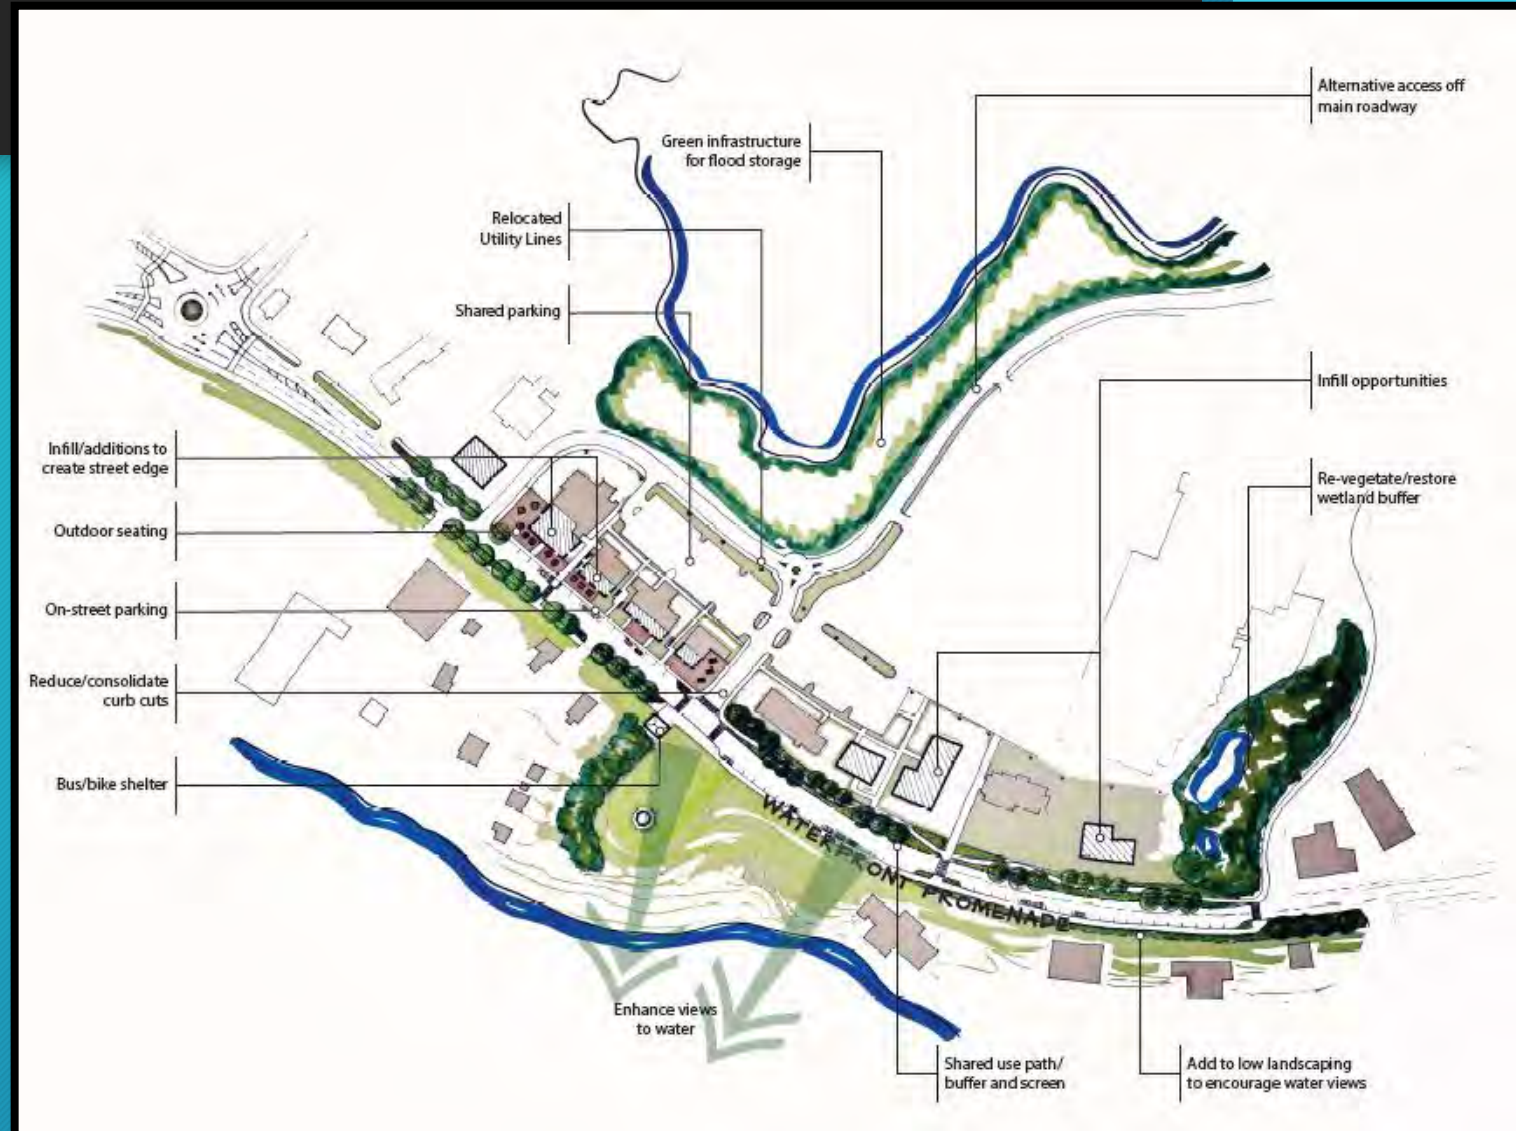 Alternative access off
main roadway
Green infrastructure
for flood storage
Relocated
Utility Lines
Shared parking
Infill opportunities
Infill/additions to
create street edge
Re-vegetate/restore
wetland buffer
Outdoor seating
On-street parking
Reduce/consolidate
curb cuts
Bus/bike shelter
WATERFRONT PROMENADE
Enhance views
to water
Shared use path/
buffer and screen
Add to low landscaping
to encourage water views